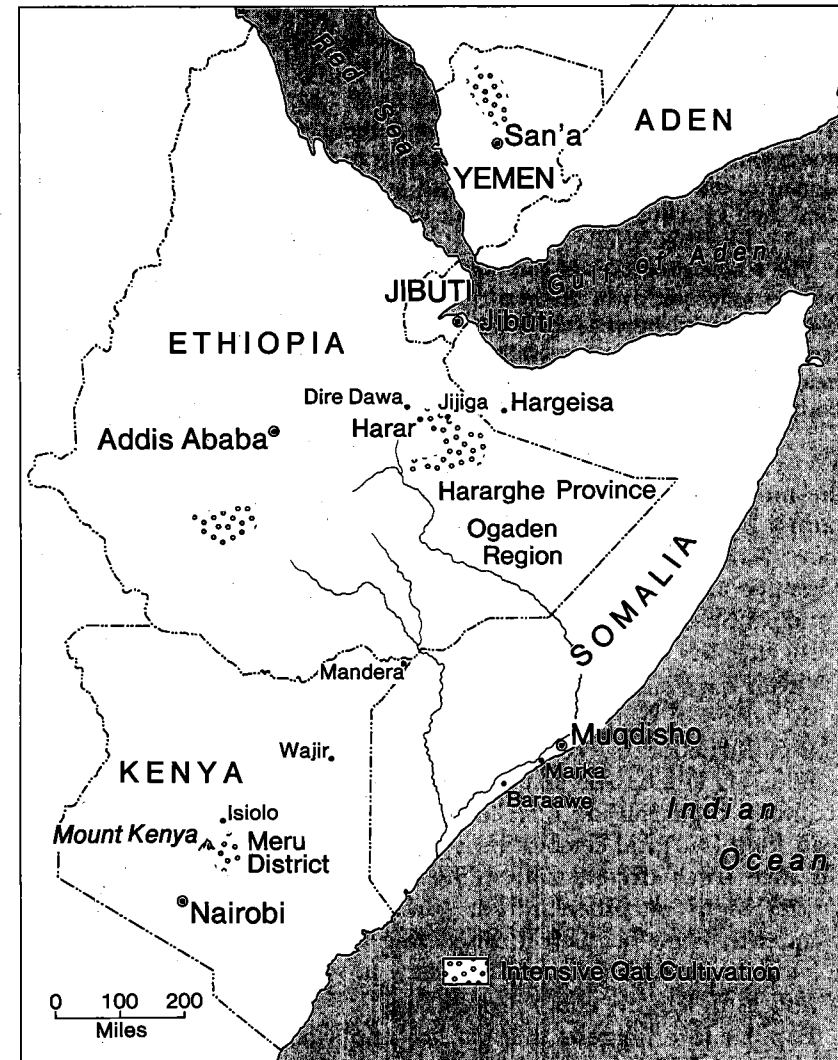 Red Sea
San'a
ADEN
YEMEN
Gulf of Aden
JIBUTI
Jibuti
ETHIOPIA
Dire Dawa
Jijiga
Hargeisa
Harar
Addis Ababa
Hararghe Province
Ogaden
Region
SOMALIA
Mandera
Muqdisho
Wajir
Marka
KENYA
Baraawe
Isiolo
Indian
Ocean
Mount Kenya
Meru
District
Nairobi
Intensive Qat Cultivation
0 100 200
Miles